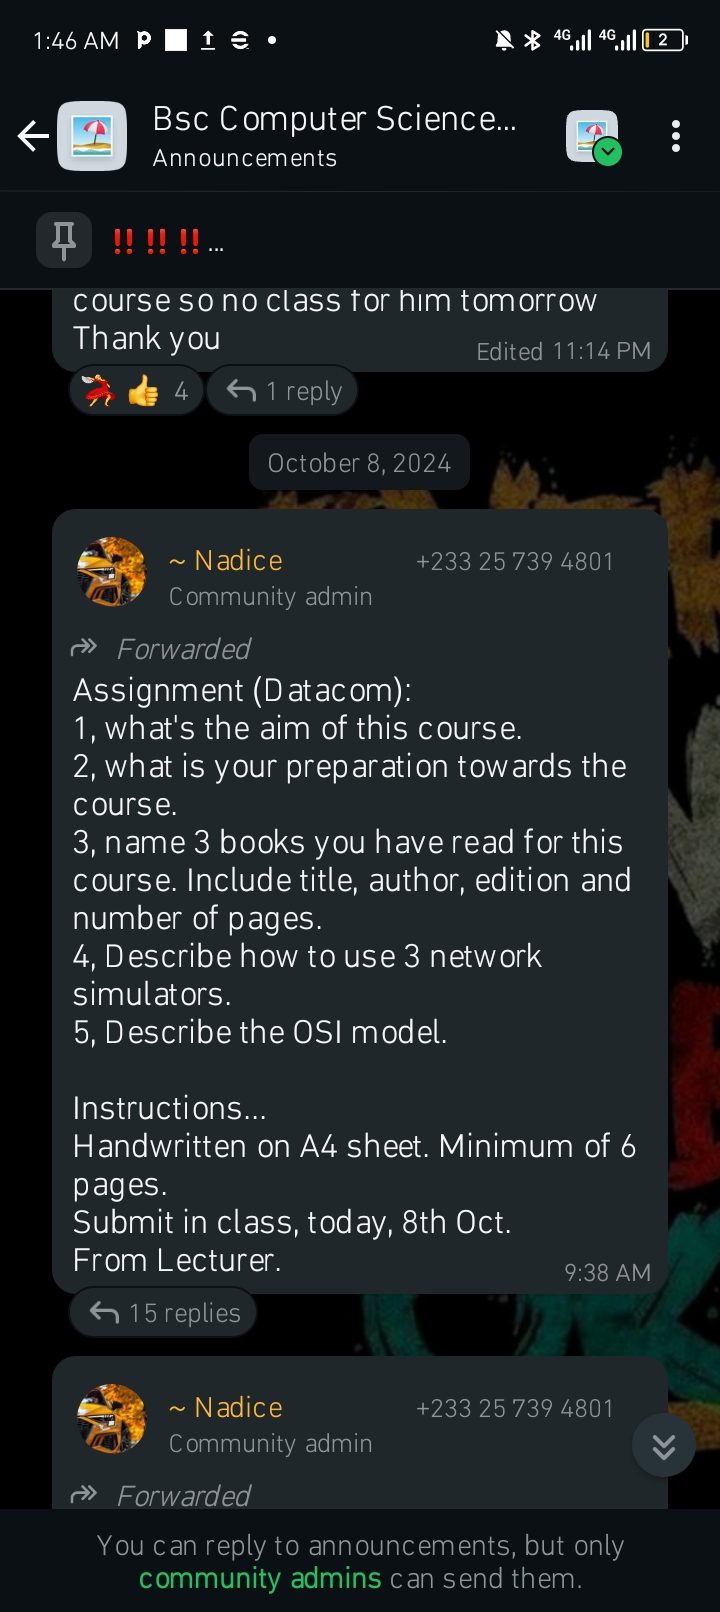 1:46 AM
4G 4G 2
Bsc Computer Science...
Announcements
‼️ ‼️ ‼️ ...
course so no class for him tomorrow
Thank you
Edited 11:14 PM
4
1 reply
October 8, 2024
~ Nadice +233 25 739 4801
Community admin
Forwarded
Assignment (Datacom):
1, what's the aim of this course.
2, what is your preparation towards the
course.
3, name 3 books you have read for this
course. Include title, author, edition and
number of pages.
4, Describe how to use 3 network
simulators.
5, Describe the OSI model.
Instructions...
Handwritten on A4 sheet. Minimum of 6
pages.
Submit in class, today, 8th Oct.
From Lecturer.
9:38 AM
15 replies
~ Nadice +233 25 739 4801
Community admin
Forwarded
You can reply to announcements, but only
community admins can send them.